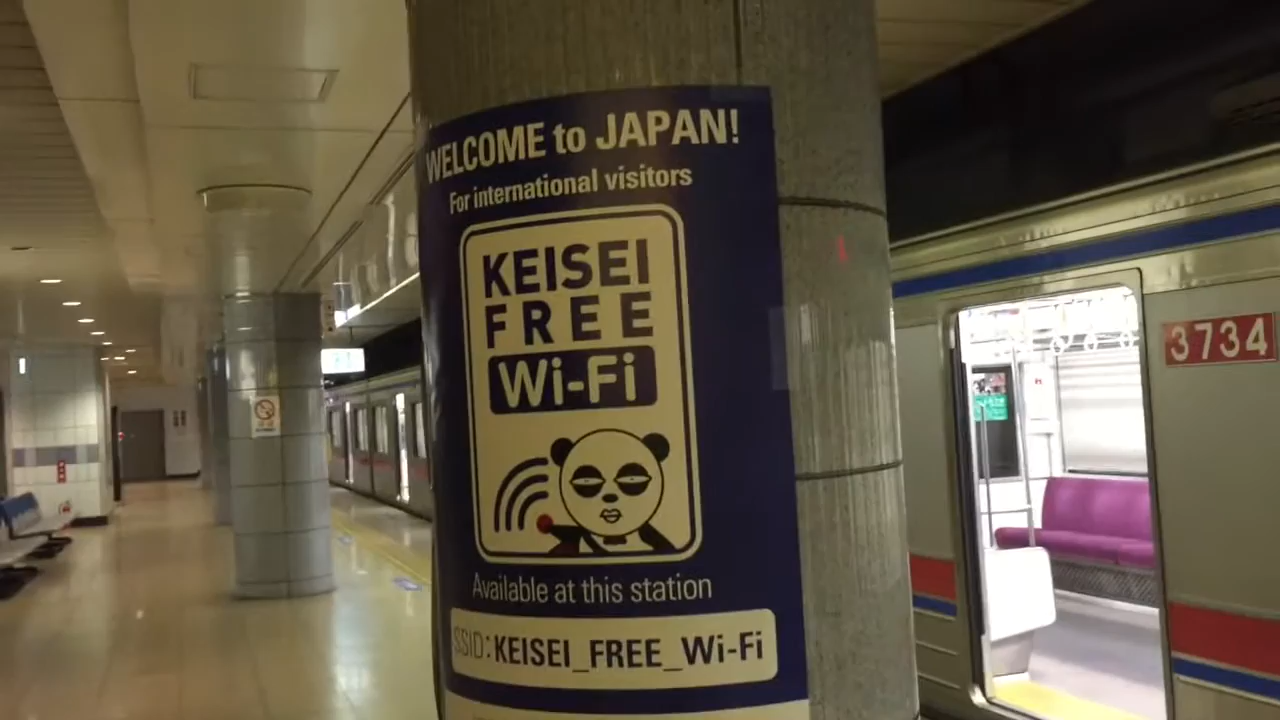 WELCOME to JAPAN!
For international visitors
KEISEI
FREE
Wi-Fi
Available at this station
SSID:KEISEI_FREE_Wi-Fi
3734